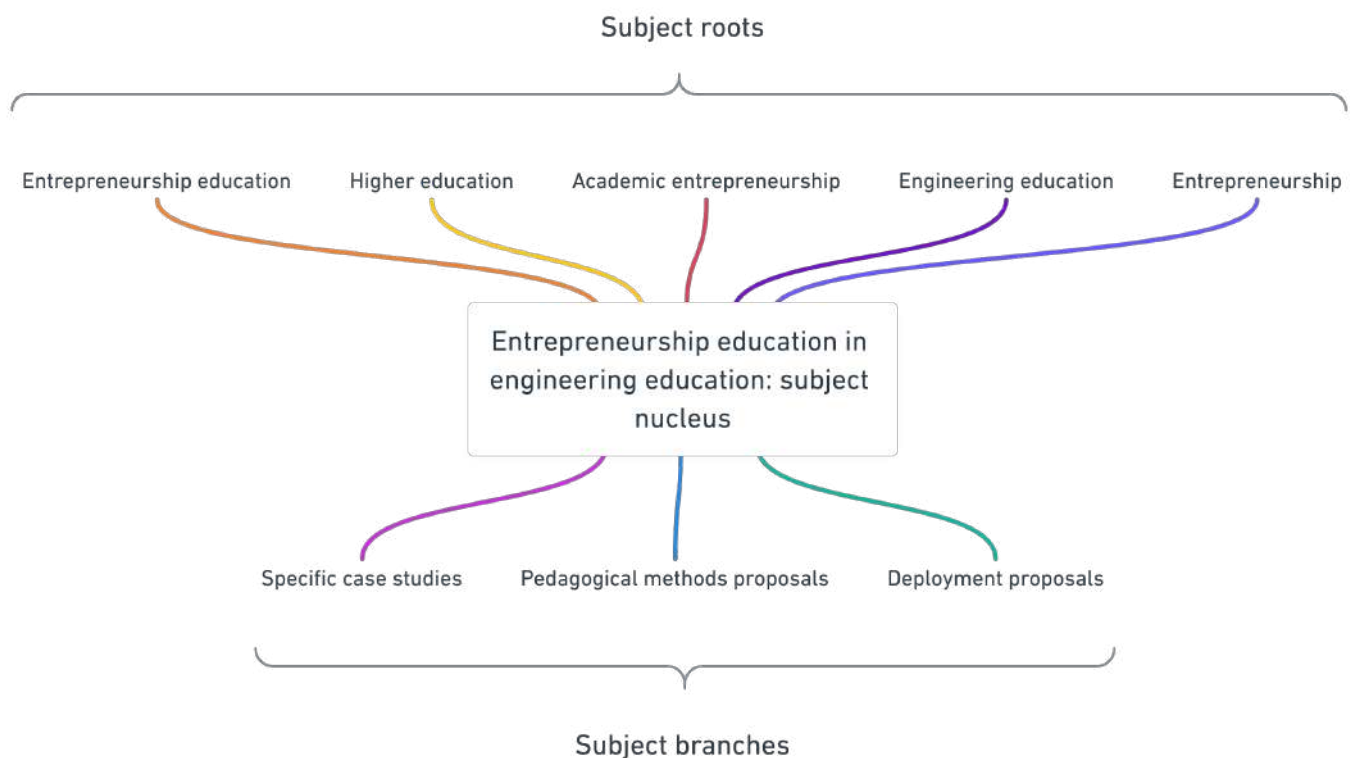 Subject roots
Entrepreneurship education
Higher education
Academic entrepreneurship
Engineering education
Entrepreneurship
Entrepreneurship education in
engineering education: subject
nucleus
Specific case studies
Pedagogical methods proposals
Deployment proposals
Subject branches